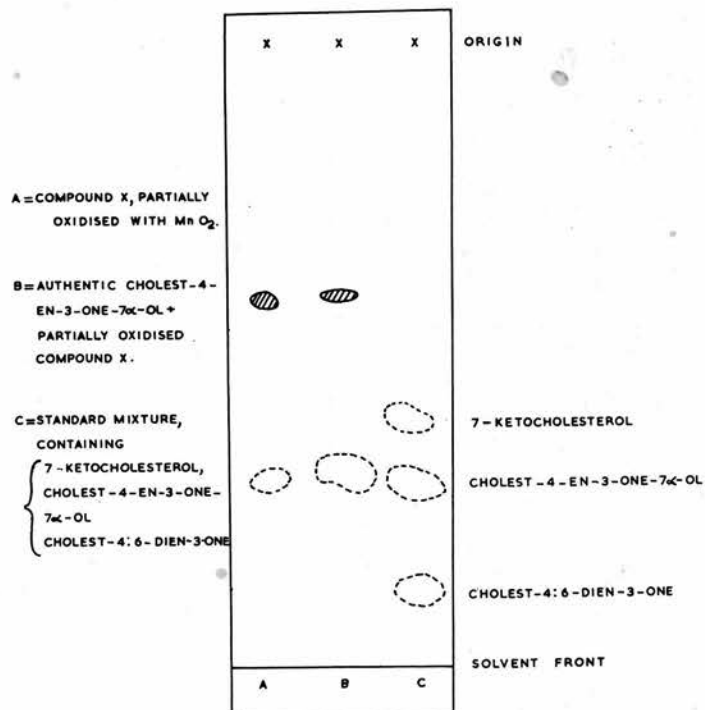 X X X ORIGIN
A=COMPOUND X, PARTIALLY
OXIDISED WITH MnO₂.
B=AUTHENTIC CHOLEST-4-
EN-3-ONE-7α-OL+
PARTIALLY OXIDISED
COMPOUND X.
C=STANDARD MIXTURE,
CONTAINING
7-KETOCHOLESTEROL,
CHOLEST-4-EN-3-ONE-
7α-OL
CHOLEST-4:6-DIEN-3-ONE
7-KETOCHOLESTEROL
CHOLEST-4-EN-3-ONE-7α-OL
CHOLEST-4:6-DIEN-3-ONE
SOLVENT FRONT
A B C